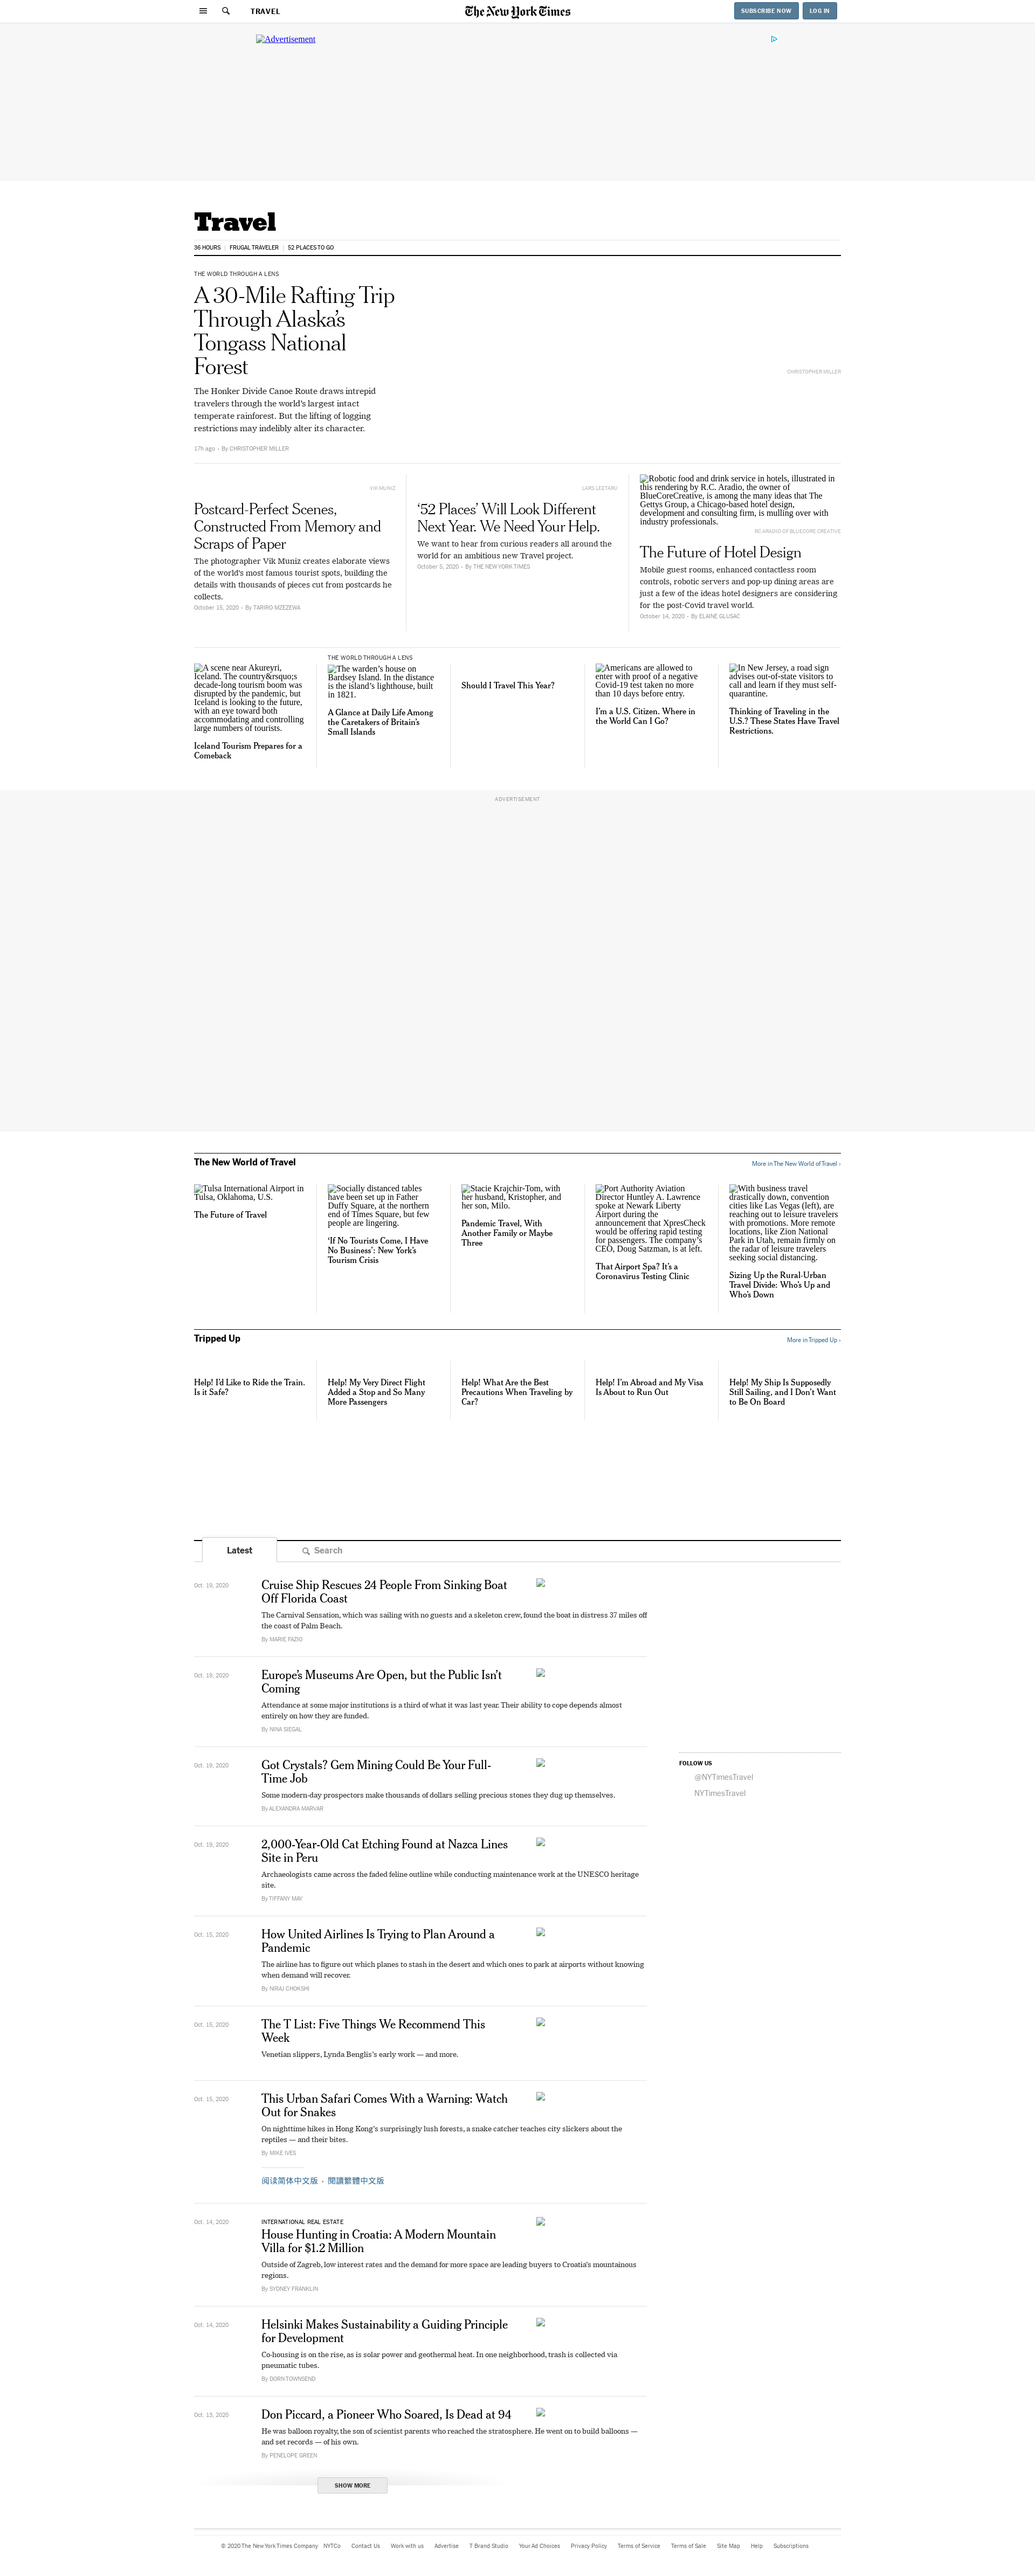 TRAVEL
The New York Times
SUBSCRIBE NOW
LOG IN
Advertisement
Travel
36 HOURS
FRUGAL TRAVELER
52 PLACES TO GO
THE WORLD THROUGH A LENS
A 30-Mile Rafting Trip
Through Alaska's
Tongass National
Forest
The Honker Divide Canoe Route draws intrepid
travelers through the world's largest intact
temperate rainforest. But the lifting of logging
restrictions may indelibly alter its character.
17h ago • By CHRISTOPHER MILLER
CHRISTOPHER MILLER
VIK MUNIZ
Postcard-Perfect Scenes,
Constructed From Memory and
Scraps of Paper
The photographer Vik Muniz creates elaborate views
of the world's most famous tourist spots, building the
details with thousands of pieces cut from postcards he
collects.
October 15, 2020 • By TARIRO MZEZEWA
LARS LEETARU
'52 Places' Will Look Different
Next Year. We Need Your Help.
We want to hear from curious readers all around the
world for an ambitious new Travel project.
October 5, 2020 • By THE NEW YORK TIMES
Robotic food and drink service in hotels, illustrated in
this rendering by R.C. Aradio, the owner of
BlueCoreCreative, is among the many ideas that The
Gettys Group, a Chicago-based hotel design,
development and consulting firm, is mulling over with
industry professionals.
RC ARADIO OF BLUECORE CREATIVE
The Future of Hotel Design
Mobile guest rooms, enhanced contactless room
controls, robotic servers and pop-up dining areas are
just a few of the ideas hotel designers are considering
for the post-Covid travel world.
October 14, 2020 • By ELAINE GLUSAC
A scene near Akureyri,
Iceland. The country&rsquo;s
decade-long tourism boom was
disrupted by the pandemic, but
Iceland is looking to the future,
with an eye toward both
accommodating and controlling
large numbers of tourists.
Iceland Tourism Prepares for a
Comeback
THE WORLD THROUGH A LENS
The warden's house on
Bardsey Island. In the distance
is the island's lighthouse, built
in 1821.
A Glance at Daily Life Among
the Caretakers of Britain's
Small Islands
Should I Travel This Year?
Americans are allowed to
enter with proof of a negative
Covid-19 test taken no more
than 10 days before entry.
I'm a U.S. Citizen. Where in
the World Can I Go?
In New Jersey, a road sign
advises out-of-state visitors to
call and learn if they must self-
quarantine.
Thinking of Traveling in the
U.S.? These States Have Travel
Restrictions.
ADVERTISEMENT
The New World of Travel
More in The New World of Travel ›
Tulsa International Airport in
Tulsa, Oklahoma, U.S.
The Future of Travel
Socially distanced tables
have been set up in Father
Duffy Square, at the northern
end of Times Square, but few
people are lingering.
'If No Tourists Come, I Have
No Business': New York's
Tourism Crisis
Stacie Krajchir-Tom, with
her husband, Kristopher, and
her son, Milo.
Pandemic Travel, With
Another Family or Maybe
Three
Port Authority Aviation
Director Huntley A. Lawrence
spoke at Newark Liberty
Airport during the
announcement that XpresCheck
would be offering rapid testing
for passengers. The company's
CEO, Doug Satzman, is at left.
That Airport Spa? It's a
Coronavirus Testing Clinic
With business travel
drastically down, convention
cities like Las Vegas (left), are
reaching out to leisure travelers
with promotions. More remote
locations, like Zion National
Park in Utah, remain firmly on
the radar of leisure travelers
seeking social distancing.
Sizing Up the Rural-Urban
Travel Divide: Who's Up and
Who's Down
Tripped Up
More in Tripped Up ›
Help! I'd Like to Ride the Train.
Is it Safe?
Help! My Very Direct Flight
Added a Stop and So Many
More Passengers
Help! What Are the Best
Precautions When Traveling by
Car?
Help! I'm Abroad and My Visa
Is About to Run Out
Help! My Ship Is Supposedly
Still Sailing, and I Don't Want
to Be On Board
Latest
Search
Oct. 19, 2020
Cruise Ship Rescues 24 People From Sinking Boat
Off Florida Coast
The Carnival Sensation, which was sailing with no guests and a skeleton crew, found the boat in distress 37 miles off
the coast of Palm Beach.
By MARIE FAZIO
Oct. 19, 2020
Europe's Museums Are Open, but the Public Isn't
Coming
Attendance at some major institutions is a third of what it was last year. Their ability to cope depends almost
entirely on how they are funded.
By NINA SIEGAL
Oct. 19, 2020
Got Crystals? Gem Mining Could Be Your Full-
Time Job
Some modern-day prospectors make thousands of dollars selling precious stones they dug up themselves.
By ALEXANDRA MARVAR
Oct. 19, 2020
2,000-Year-Old Cat Etching Found at Nazca Lines
Site in Peru
Archaeologists came across the faded feline outline while conducting maintenance work at the UNESCO heritage
site.
By TIFFANY MAY
Oct. 15, 2020
How United Airlines Is Trying to Plan Around a
Pandemic
The airline has to figure out which planes to stash in the desert and which ones to park at airports without knowing
when demand will recover.
By NIRAJ CHOKSHI
Oct. 15, 2020
The T List: Five Things We Recommend This
Week
Venetian slippers, Lynda Benglis's early work — and more.
Oct. 15, 2020
This Urban Safari Comes With a Warning: Watch
Out for Snakes
On nighttime hikes in Hong Kong's surprisingly lush forests, a snake catcher teaches city slickers about the
reptiles — and their bites.
By MIKE IVES
阅读简体中文版 • 閱讀繁體中文版
Oct. 14, 2020
INTERNATIONAL REAL ESTATE
House Hunting in Croatia: A Modern Mountain
Villa for $1.2 Million
Outside of Zagreb, low interest rates and the demand for more space are leading buyers to Croatia's mountainous
regions.
By SYDNEY FRANKLIN
Oct. 14, 2020
Helsinki Makes Sustainability a Guiding Principle
for Development
Co-housing is on the rise, as is solar power and geothermal heat. In one neighborhood, trash is collected via
pneumatic tubes.
By DORN TOWNSEND
Oct. 13, 2020
Don Piccard, a Pioneer Who Soared, Is Dead at 94
He was balloon royalty, the son of scientist parents who reached the stratosphere. He went on to build balloons —
and set records — of his own.
By PENELOPE GREEN
SHOW MORE
FOLLOW US
@NYTimesTravel
NYTimesTravel
© 2020 The New York Times Company
NYTCo
Contact Us
Work with us
Advertise
T Brand Studio
Your Ad Choices
Privacy Policy
Terms of Service
Terms of Sale
Site Map
Help
Subscriptions